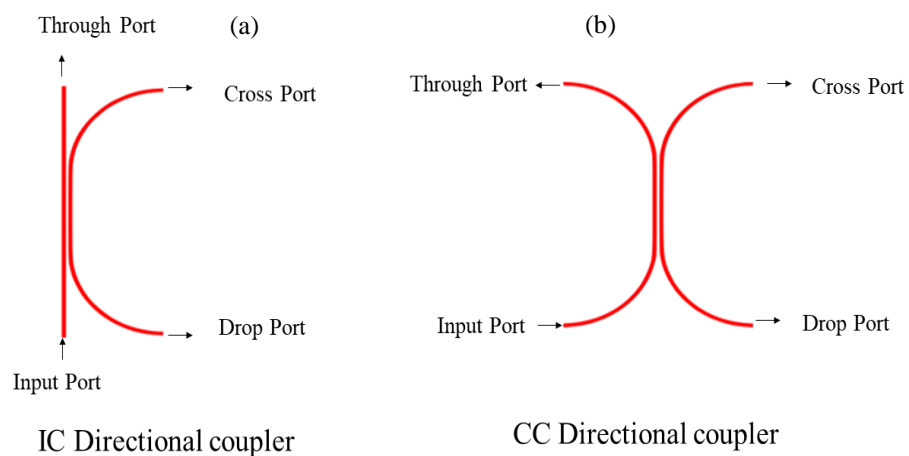 (a)
Through Port
Cross Port
Drop Port
Input Port
IC Directional coupler
(b)
Through Port
Cross Port
Input Port
Drop Port
CC Directional coupler